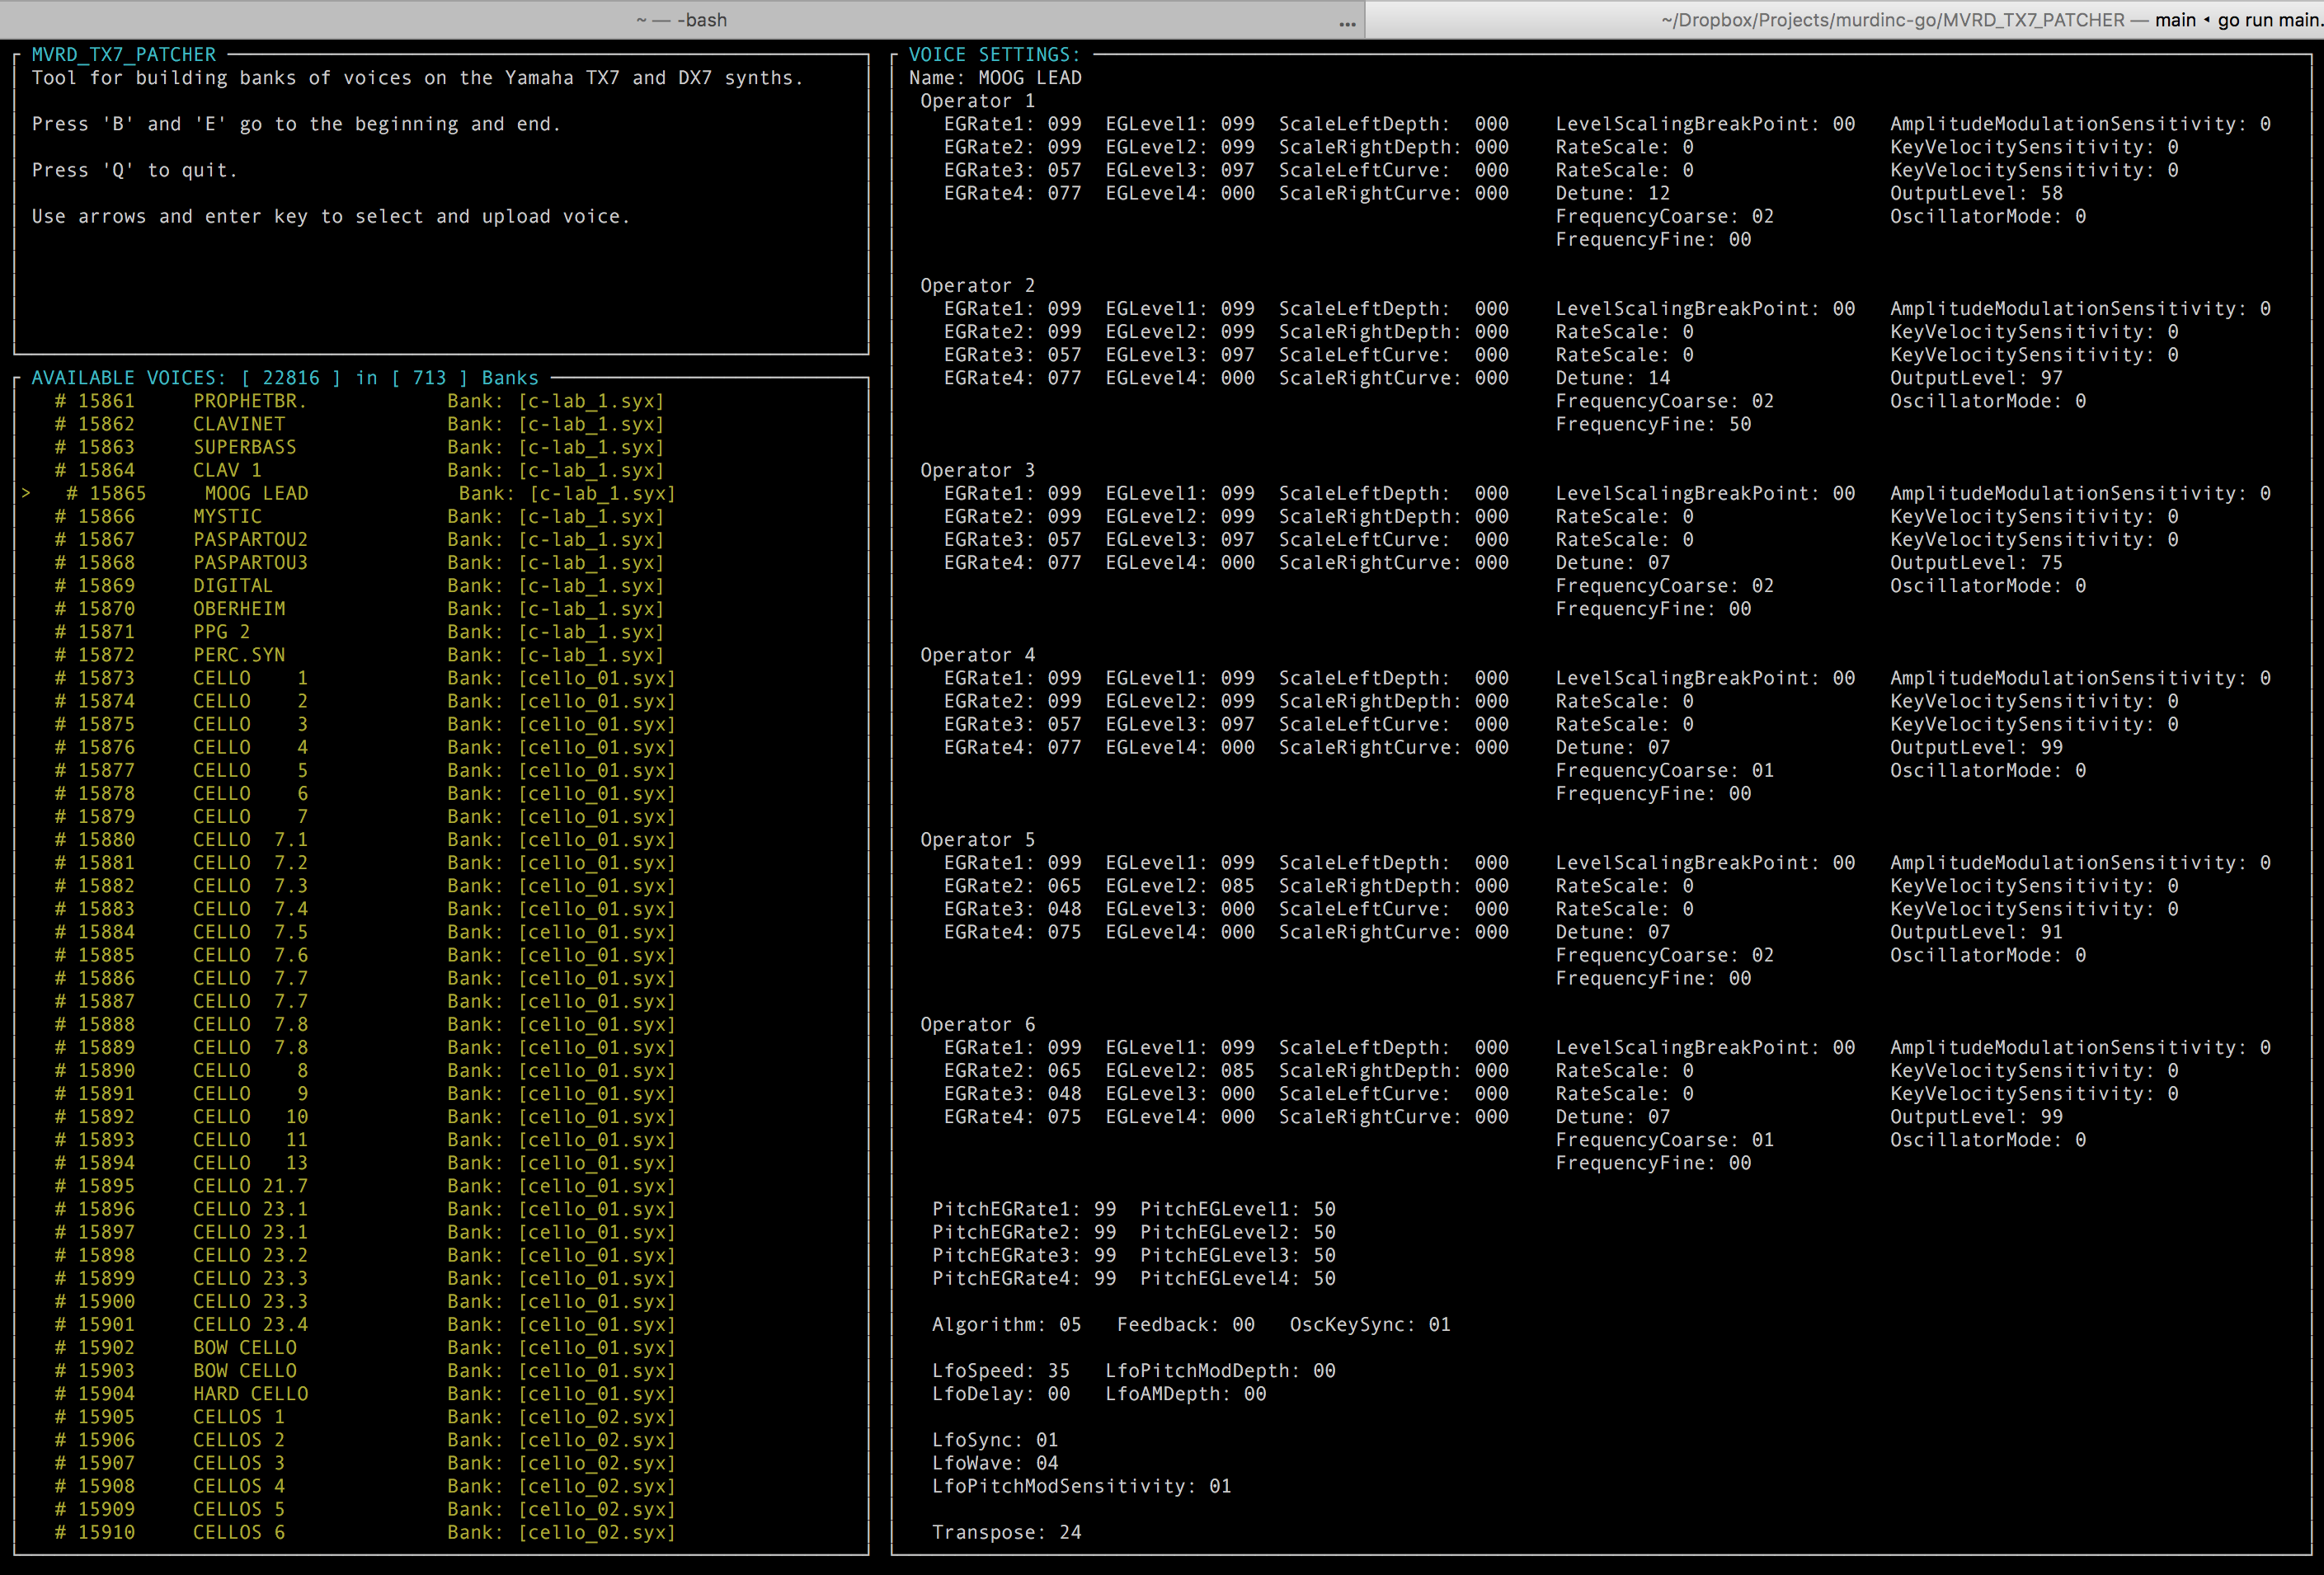 ~ — -bash
...
~/Dropbox/Projects/murdinc-go/MVRD_TX7_PATCHER — main ◂ go run main.
MVRD_TX7_PATCHER
Tool for building banks of voices on the Yamaha TX7 and DX7 synths.
Press 'B' and 'E' go to the beginning and end.
Press 'Q' to quit.
Use arrows and enter key to select and upload voice.
AVAILABLE VOICES: [ 22816 ] in [ 713 ] Banks
# 15861 PROPHETBR. Bank: [c-lab_1.syx]
# 15862 CLAVINET Bank: [c-lab_1.syx]
# 15863 SUPERBASS Bank: [c-lab_1.syx]
# 15864 CLAV 1 Bank: [c-lab_1.syx]
> # 15865 MOOG LEAD Bank: [c-lab_1.syx]
# 15866 MYSTIC Bank: [c-lab_1.syx]
# 15867 PASPARTOU2 Bank: [c-lab_1.syx]
# 15868 PASPARTOU3 Bank: [c-lab_1.syx]
# 15869 DIGITAL Bank: [c-lab_1.syx]
# 15870 OBERHEIM Bank: [c-lab_1.syx]
# 15871 PPG 2 Bank: [c-lab_1.syx]
# 15872 PERC.SYN Bank: [c-lab_1.syx]
# 15873 CELLO 1 Bank: [cello_01.syx]
# 15874 CELLO 2 Bank: [cello_01.syx]
# 15875 CELLO 3 Bank: [cello_01.syx]
# 15876 CELLO 4 Bank: [cello_01.syx]
# 15877 CELLO 5 Bank: [cello_01.syx]
# 15878 CELLO 6 Bank: [cello_01.syx]
# 15879 CELLO 7 Bank: [cello_01.syx]
# 15880 CELLO 7.1 Bank: [cello_01.syx]
# 15881 CELLO 7.2 Bank: [cello_01.syx]
# 15882 CELLO 7.3 Bank: [cello_01.syx]
# 15883 CELLO 7.4 Bank: [cello_01.syx]
# 15884 CELLO 7.5 Bank: [cello_01.syx]
# 15885 CELLO 7.6 Bank: [cello_01.syx]
# 15886 CELLO 7.7 Bank: [cello_01.syx]
# 15887 CELLO 7.7 Bank: [cello_01.syx]
# 15888 CELLO 7.8 Bank: [cello_01.syx]
# 15889 CELLO 7.8 Bank: [cello_01.syx]
# 15890 CELLO 8 Bank: [cello_01.syx]
# 15891 CELLO 9 Bank: [cello_01.syx]
# 15892 CELLO 10 Bank: [cello_01.syx]
# 15893 CELLO 11 Bank: [cello_01.syx]
# 15894 CELLO 13 Bank: [cello_01.syx]
# 15895 CELLO 21.7 Bank: [cello_01.syx]
# 15896 CELLO 23.1 Bank: [cello_01.syx]
# 15897 CELLO 23.1 Bank: [cello_01.syx]
# 15898 CELLO 23.2 Bank: [cello_01.syx]
# 15899 CELLO 23.3 Bank: [cello_01.syx]
# 15900 CELLO 23.3 Bank: [cello_01.syx]
# 15901 CELLO 23.4 Bank: [cello_01.syx]
# 15902 BOW CELLO Bank: [cello_01.syx]
# 15903 BOW CELLO Bank: [cello_01.syx]
# 15904 HARD CELLO Bank: [cello_01.syx]
# 15905 CELLOS 1 Bank: [cello_02.syx]
# 15906 CELLOS 2 Bank: [cello_02.syx]
# 15907 CELLOS 3 Bank: [cello_02.syx]
# 15908 CELLOS 4 Bank: [cello_02.syx]
# 15909 CELLOS 5 Bank: [cello_02.syx]
# 15910 CELLOS 6 Bank: [cello_02.syx]
VOICE SETTINGS:
Name: MOOG LEAD
Operator 1
EGRate1: 099 EGLevel1: 099 ScaleLeftDepth: 000 LevelScalingBreakPoint: 00 AmplitudeModulationSensitivity: 0
EGRate2: 099 EGLevel2: 099 ScaleRightDepth: 000 RateScale: 0 KeyVelocitySensitivity: 0
EGRate3: 057 EGLevel3: 097 ScaleLeftCurve: 000 RateScale: 0 KeyVelocitySensitivity: 0
EGRate4: 077 EGLevel4: 000 ScaleRightCurve: 000 Detune: 12 OutputLevel: 58
FrequencyCoarse: 02 OscillatorMode: 0
FrequencyFine: 00
Operator 2
EGRate1: 099 EGLevel1: 099 ScaleLeftDepth: 000 LevelScalingBreakPoint: 00 AmplitudeModulationSensitivity: 0
EGRate2: 099 EGLevel2: 099 ScaleRightDepth: 000 RateScale: 0 KeyVelocitySensitivity: 0
EGRate3: 057 EGLevel3: 097 ScaleLeftCurve: 000 RateScale: 0 KeyVelocitySensitivity: 0
EGRate4: 077 EGLevel4: 000 ScaleRightCurve: 000 Detune: 14 OutputLevel: 97
FrequencyCoarse: 02 OscillatorMode: 0
FrequencyFine: 50
Operator 3
EGRate1: 099 EGLevel1: 099 ScaleLeftDepth: 000 LevelScalingBreakPoint: 00 AmplitudeModulationSensitivity: 0
EGRate2: 099 EGLevel2: 099 ScaleRightDepth: 000 RateScale: 0 KeyVelocitySensitivity: 0
EGRate3: 057 EGLevel3: 097 ScaleLeftCurve: 000 RateScale: 0 KeyVelocitySensitivity: 0
EGRate4: 077 EGLevel4: 000 ScaleRightCurve: 000 Detune: 07 OutputLevel: 75
FrequencyCoarse: 02 OscillatorMode: 0
FrequencyFine: 00
Operator 4
EGRate1: 099 EGLevel1: 099 ScaleLeftDepth: 000 LevelScalingBreakPoint: 00 AmplitudeModulationSensitivity: 0
EGRate2: 099 EGLevel2: 099 ScaleRightDepth: 000 RateScale: 0 KeyVelocitySensitivity: 0
EGRate3: 057 EGLevel3: 097 ScaleLeftCurve: 000 RateScale: 0 KeyVelocitySensitivity: 0
EGRate4: 077 EGLevel4: 000 ScaleRightCurve: 000 Detune: 07 OutputLevel: 99
FrequencyCoarse: 01 OscillatorMode: 0
FrequencyFine: 00
Operator 5
EGRate1: 099 EGLevel1: 099 ScaleLeftDepth: 000 LevelScalingBreakPoint: 00 AmplitudeModulationSensitivity: 0
EGRate2: 065 EGLevel2: 085 ScaleRightDepth: 000 RateScale: 0 KeyVelocitySensitivity: 0
EGRate3: 048 EGLevel3: 000 ScaleLeftCurve: 000 RateScale: 0 KeyVelocitySensitivity: 0
EGRate4: 075 EGLevel4: 000 ScaleRightCurve: 000 Detune: 07 OutputLevel: 91
FrequencyCoarse: 02 OscillatorMode: 0
FrequencyFine: 00
Operator 6
EGRate1: 099 EGLevel1: 099 ScaleLeftDepth: 000 LevelScalingBreakPoint: 00 AmplitudeModulationSensitivity: 0
EGRate2: 065 EGLevel2: 085 ScaleRightDepth: 000 RateScale: 0 KeyVelocitySensitivity: 0
EGRate3: 048 EGLevel3: 000 ScaleLeftCurve: 000 RateScale: 0 KeyVelocitySensitivity: 0
EGRate4: 075 EGLevel4: 000 ScaleRightCurve: 000 Detune: 07 OutputLevel: 99
FrequencyCoarse: 01 OscillatorMode: 0
FrequencyFine: 00
PitchEGRate1: 99 PitchEGLevel1: 50
PitchEGRate2: 99 PitchEGLevel2: 50
PitchEGRate3: 99 PitchEGLevel3: 50
PitchEGRate4: 99 PitchEGLevel4: 50
Algorithm: 05 Feedback: 00 OscKeySync: 01
LfoSpeed: 35 LfoPitchModDepth: 00
LfoDelay: 00 LfoAMDepth: 00
LfoSync: 01
LfoWave: 04
LfoPitchModSensitivity: 01
Transpose: 24